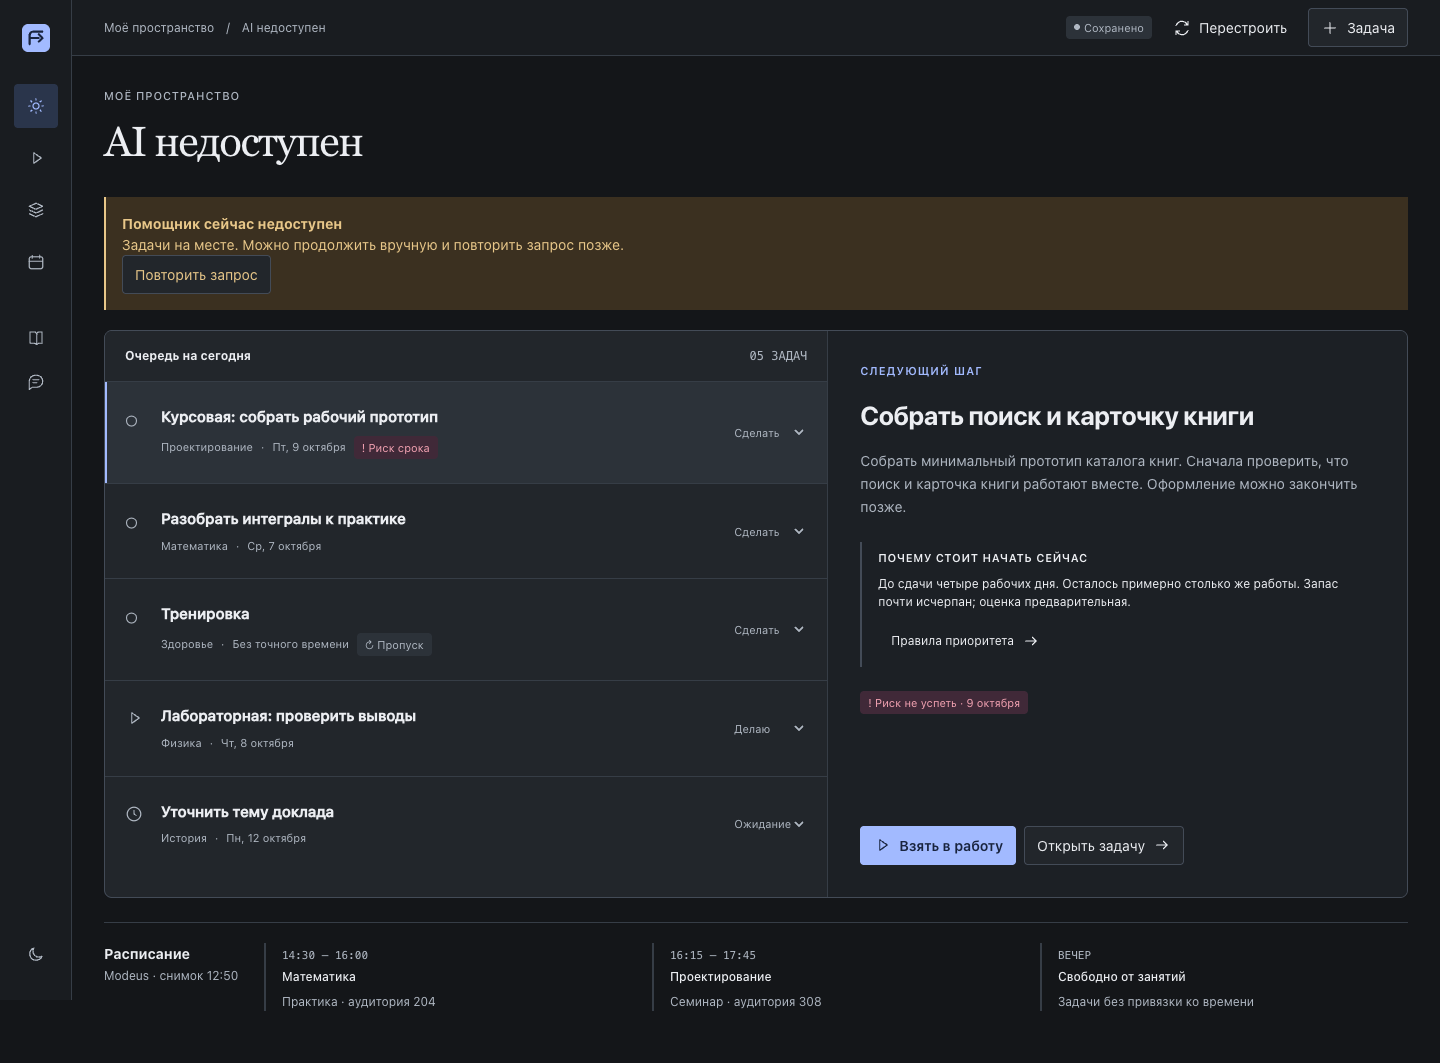 Моё пространство / AI недоступен
Сохранено
Перестроить
Задача
МОЁ ПРОСТРАНСТВО
AI недоступен
Помощник сейчас недоступен
Задачи на месте. Можно продолжить вручную и повторить запрос позже.
Повторить запрос
Очередь на сегодня
05 ЗАДАЧ
Курсовая: собрать рабочий прототип
Проектирование · Пт, 9 октября ! Риск срока
Сделать
Разобрать интегралы к практике
Математика · Ср, 7 октября
Сделать
Тренировка
Здоровье · Без точного времени ↻ Пропуск
Сделать
Лабораторная: проверить выводы
Физика · Чт, 8 октября
Делаю
Уточнить тему доклада
История · Пн, 12 октября
Ожидание
СЛЕДУЮЩИЙ ШАГ
Собрать поиск и карточку книги
Собрать минимальный прототип каталога книг. Сначала проверить, что
поиск и карточка книги работают вместе. Оформление можно закончить
позже.
ПОЧЕМУ СТОИТ НАЧАТЬ СЕЙЧАС
До сдачи четыре рабочих дня. Осталось примерно столько же работы. Запас
почти исчерпан; оценка предварительная.
Правила приоритета →
! Риск не успеть · 9 октября
Взять в работу
Открыть задачу →
Расписание
Modeus · снимок 12:50
14:30 — 16:00
Математика
Практика · аудитория 204
16:15 — 17:45
Проектирование
Семинар · аудитория 308
ВЕЧЕР
Свободно от занятий
Задачи без привязки ко времени